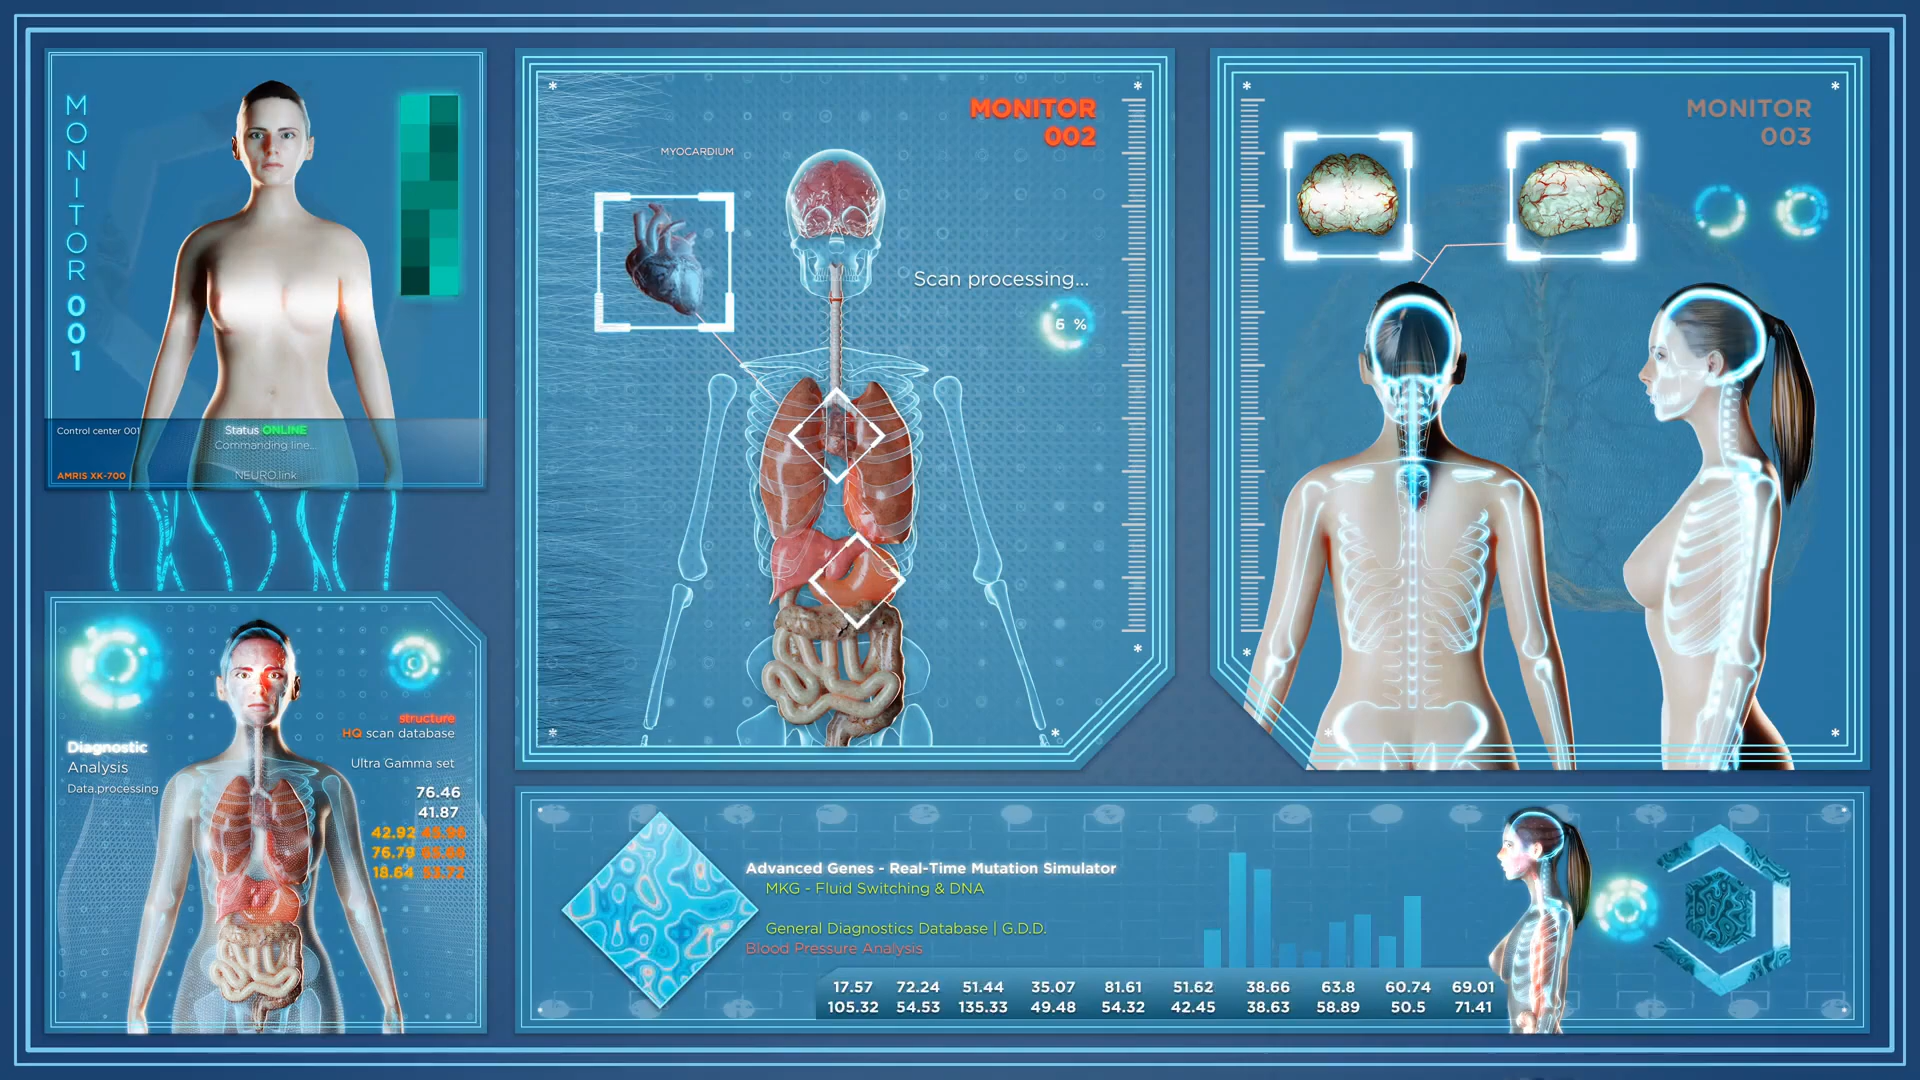 MONITOR 001
Control center 001
Status ONLINE
Commanding line...
AMRIS XK-700
NEURO.link
MONITOR
002
MYOCARDIUM
Scan processing...
6 %
MONITOR
003
structure
HQ scan database
Ultra Gamma set
Diagnostic
Analysis
Data.processing
76.46
41.87
42.92
76.79
18.64
Advanced Genes - Real-Time Mutation Simulator
MKG - Fluid Switching & DNA
General Diagnostics Database | G.D.D.
Blood Pressure Analysis
17.57 72.24 51.44 35.07 81.61 51.62 38.66 63.8 60.74 69.01
105.32 54.53 135.33 49.48 54.32 42.45 38.63 58.89 50.5 71.41